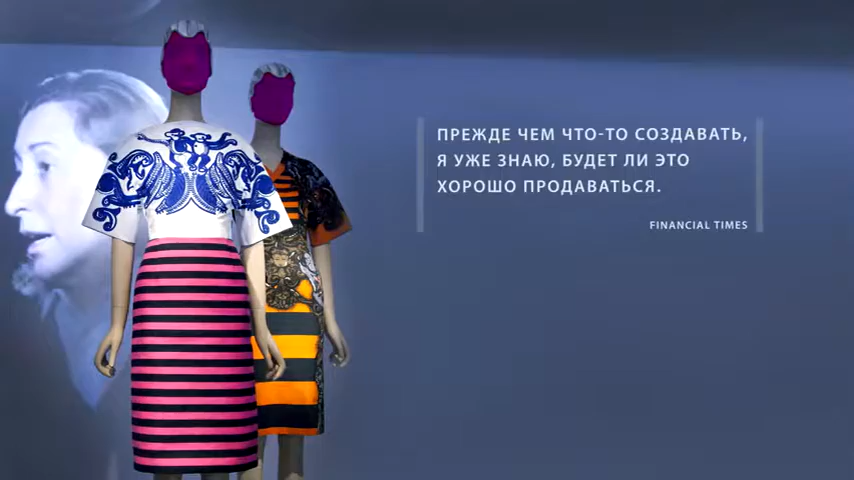 ПРЕЖДЕ ЧЕМ ЧТО-ТО СОЗДАВАТЬ,
Я УЖЕ ЗНАЮ, БУДЕТ ЛИ ЭТО
ХОРОШО ПРОДАВАТЬСЯ.
FINANCIAL TIMES